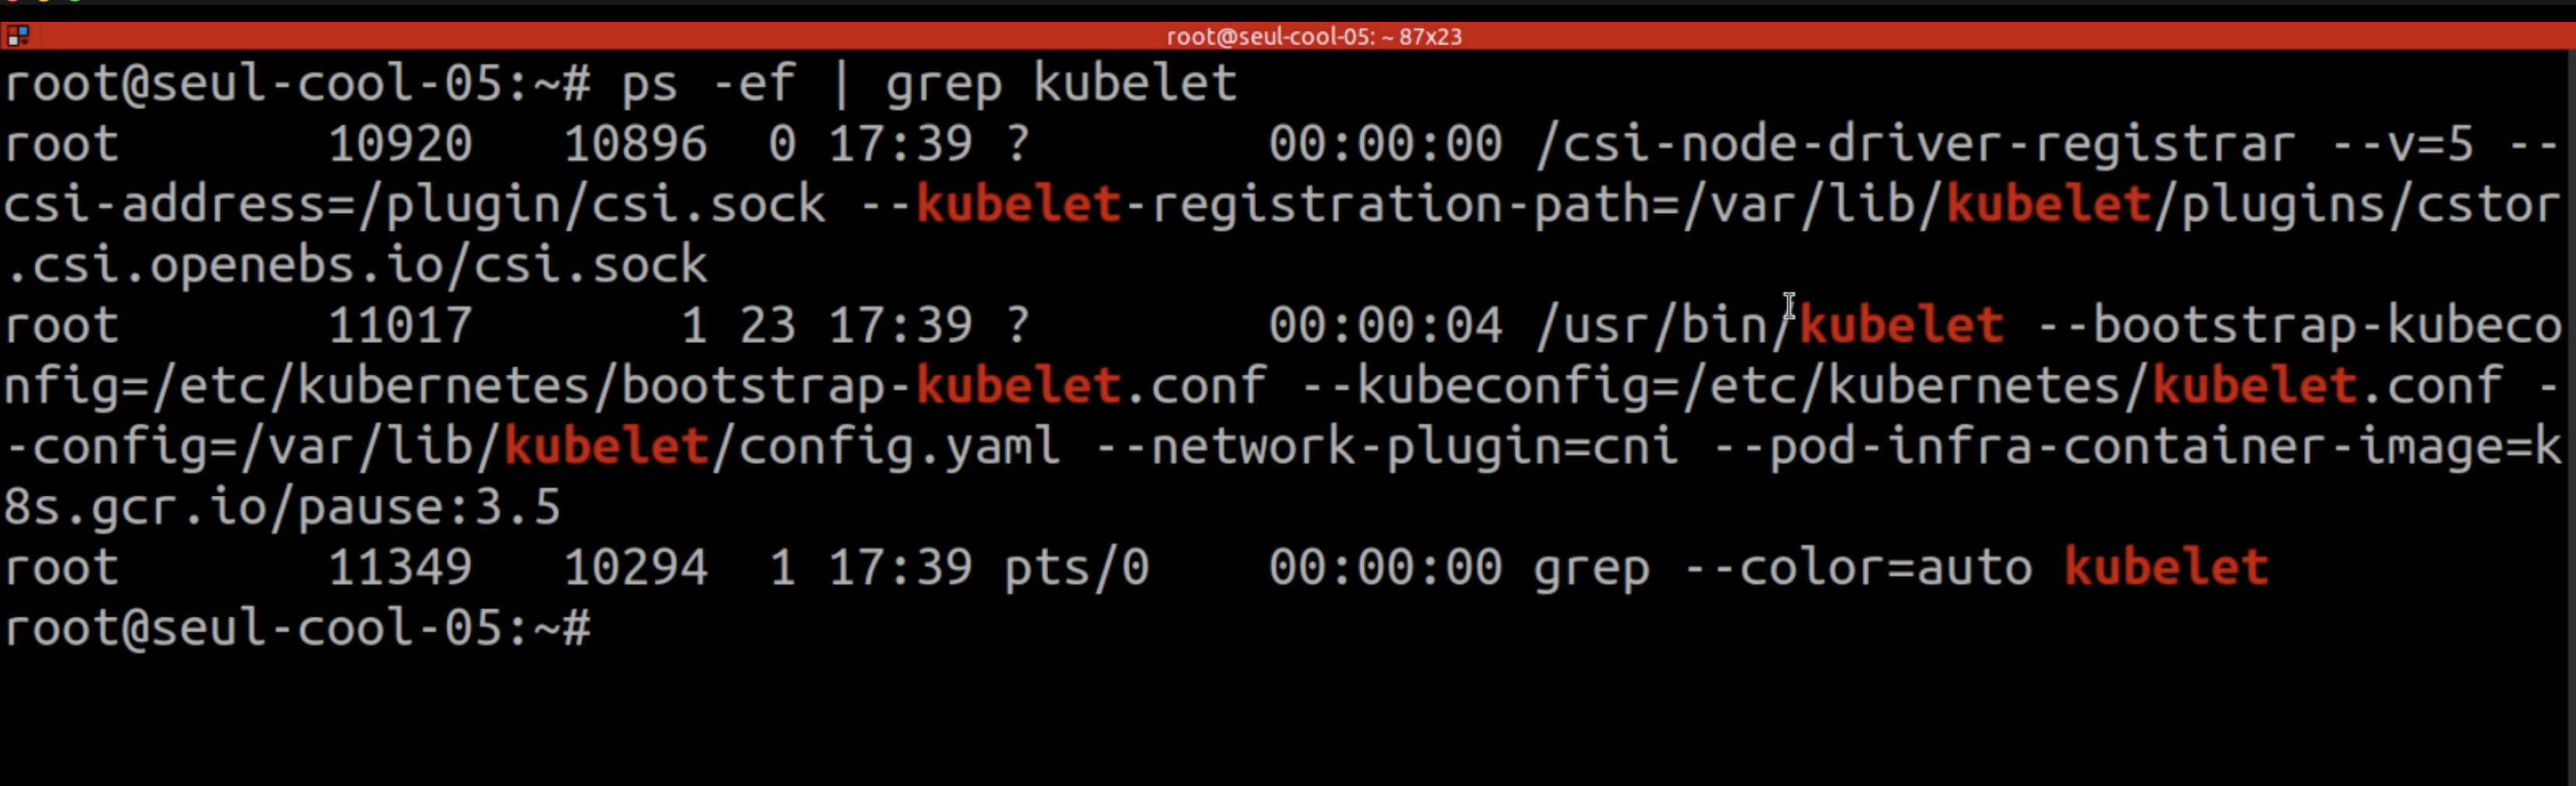 root@seul-cool-05: ~ 87x23
root@seul-cool-05:~# ps -ef | grep kubelet
root       10920   10896  0 17:39 ?        00:00:00 /csi-node-driver-registrar --v=5 --
csi-address=/plugin/csi.sock --kubelet-registration-path=/var/lib/kubelet/plugins/cstor
.csi.openebs.io/csi.sock
root       11017       1 23 17:39 ?        00:00:04 /usr/bin/kubelet --bootstrap-kubeco
nfig=/etc/kubernetes/bootstrap-kubelet.conf --kubeconfig=/etc/kubernetes/kubelet.conf -
-config=/var/lib/kubelet/config.yaml --network-plugin=cni --pod-infra-container-image=k
8s.gcr.io/pause:3.5
root       11349   10294  1 17:39 pts/0    00:00:00 grep --color=auto kubelet
root@seul-cool-05:~#